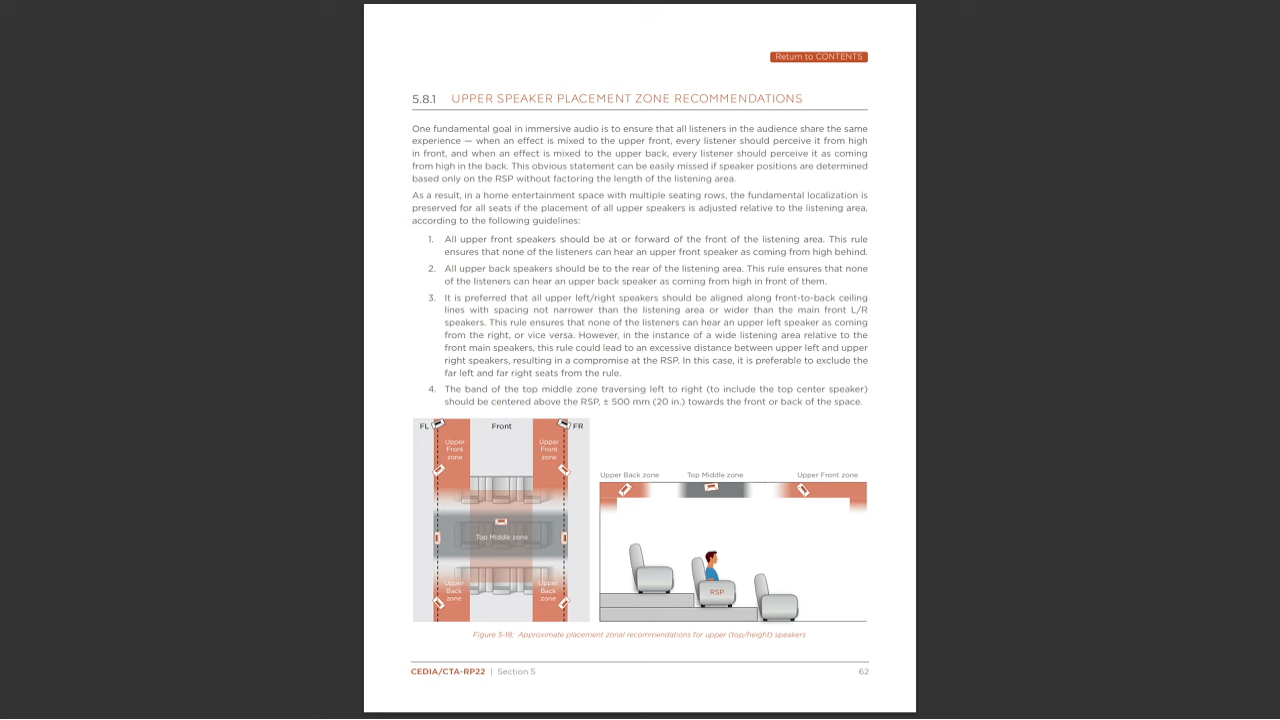 Return to CONTENTS
5.8.1 UPPER SPEAKER PLACEMENT ZONE RECOMMENDATIONS
One fundamental goal in immersive audio is to ensure that all listeners in the audience share the same
experience — when an effect is mixed to the upper front, every listener should perceive it from high
in front, and when an effect is mixed to the upper back, every listener should perceive it as coming
from high in the back. This obvious statement can be easily missed if speaker positions are determined
based only on the RSP without factoring the length of the listening area.
As a result, in a home entertainment space with multiple seating rows, the fundamental localization is
preserved for all seats if the placement of all upper speakers is adjusted relative to the listening area,
according to the following guidelines:
1. All upper front speakers should be at or forward of the front of the listening area. This rule
ensures that none of the listeners can hear an upper front speaker as coming from high behind.
2. All upper back speakers should be to the rear of the listening area. This rule ensures that none
of the listeners can hear an upper back speaker as coming from high in front of them.
3. It is preferred that all upper left/right speakers should be aligned along front-to-back ceiling
lines with spacing not narrower than the listening area or wider than the main front L/R
speakers. This rule ensures that none of the listeners can hear an upper left speaker as coming
from the right, or vice versa. However, in the instance of a wide listening area relative to the
front main speakers, this rule could lead to an excessive distance between upper left and upper
right speakers, resulting in a compromise at the RSP. In this case, it is preferable to exclude the
far left and far right seats from the rule.
4. The band of the top middle zone traversing left to right (to include the top center speaker)
should be centered above the RSP, ± 500 mm (20 in.) towards the front or back of the space.
FL Front FR
Upper Front zone
Upper Front zone
Top Middle zone
Upper Back zone
Upper Back zone
Upper Back zone Top Middle zone Upper Front zone
RSP
Figure 5-18: Approximate placement zonal recommendations for upper (top/height) speakers
CEDIA/CTA-RP22 | Section 5 62